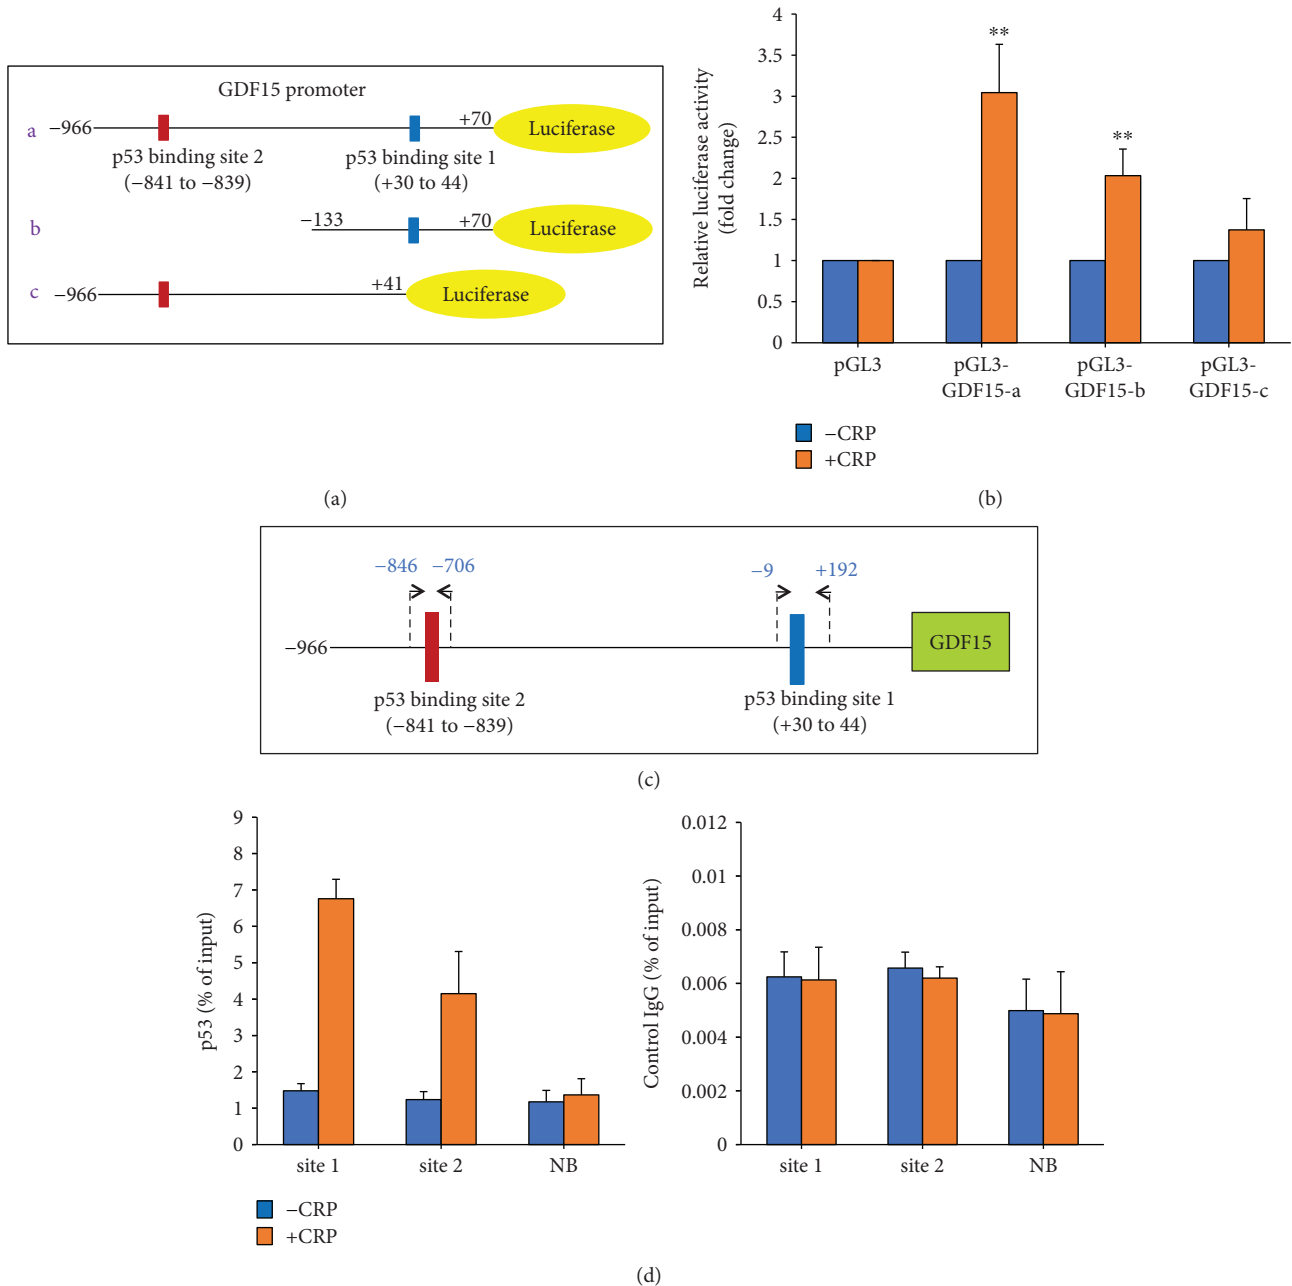 GDF15 promoter
a
−966
+70
Luciferase
p53 binding site 2
(−841 to −839)
p53 binding site 1
(+30 to 44)
b
−133
+70
Luciferase
c
−966
+41
Luciferase
(a)
Relative luciferase activity
(fold change)
4
3.5
3
2.5
2
1.5
1
0.5
0
**
**
pGL3
pGL3-
GDF15-a
pGL3-
GDF15-b
pGL3-
GDF15-c
−CRP
+CRP
(b)
−846
−706
−9
+192
−966
GDF15
p53 binding site 2
(−841 to −839)
p53 binding site 1
(+30 to 44)
(c)
p53 (% of input)
9
8
7
6
5
4
3
2
1
0
site 1
site 2
NB
−CRP
+CRP
Control IgG (% of input)
0.012
0.01
0.008
0.006
0.004
0.002
0
site 1
site 2
NB
(d)